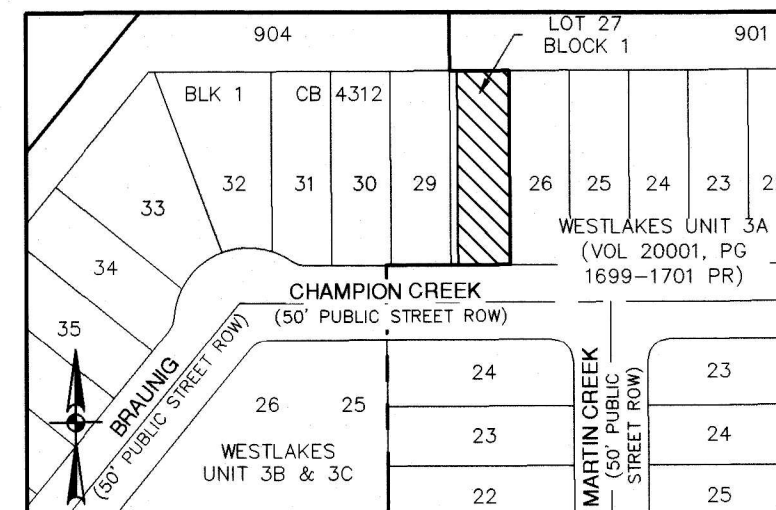 904
LOT 27
BLOCK 1
901
BLK 1
CB 4312
33
32
31
30
29
26
25
24
23
2
34
35
WESTLAKES UNIT 3A
(VOL 20001, PG
1699-1701 PR)
CHAMPION CREEK
(50' PUBLIC STREET ROW)
BRAUNIG
(50' PUBLIC STREET ROW)
26
25
WESTLAKES
UNIT 3B & 3C
24
23
22
MARTIN CREEK
(50' PUBLIC
STREET ROW)
23
24
25